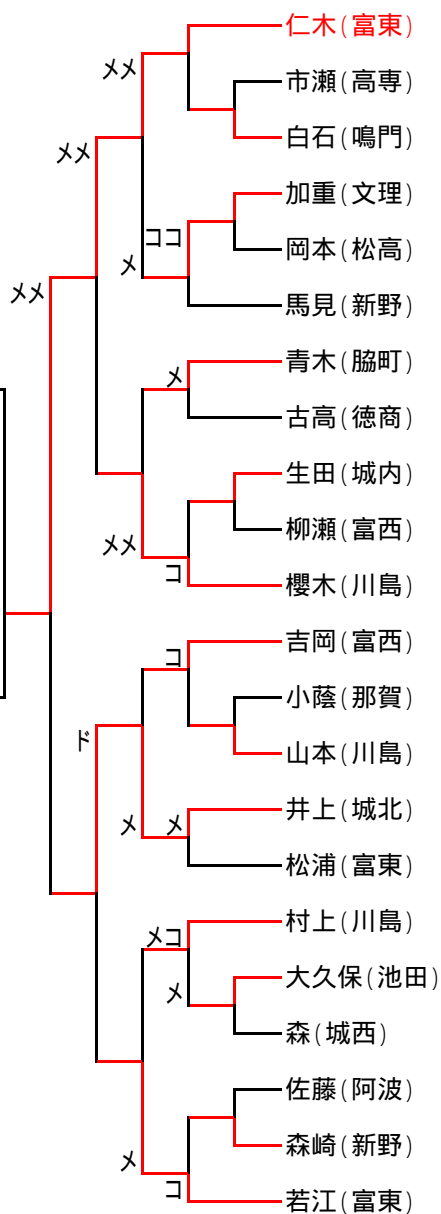 仁木(富東)
メメ
市瀬(高専)
白石(鳴門)
メメ
加重(文理)
ココ
岡本(松高)
メ
メメ
馬見(新野)
青木(脇町)
メ
古高(徳商)
生田(城内)
柳瀬(富西)
メメ
コ
櫻木(川島)
吉岡(富西)
コ
小蔭(那賀)
ド
山本(川島)
井上(城北)
メ
メ
松浦(富東)
村上(川島)
メコ
大久保(池田)
メ
森(城西)
佐藤(阿波)
森崎(新野)
メ
コ
若江(富東)